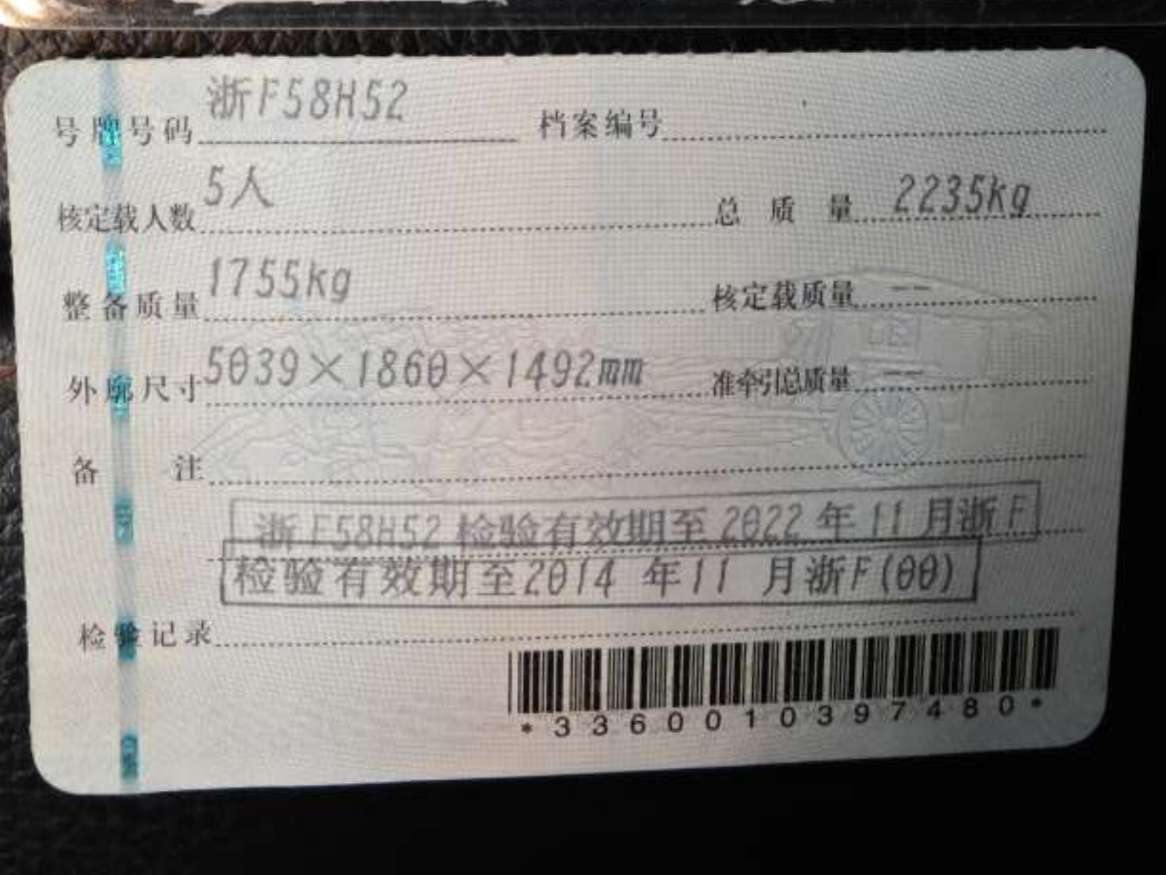 号牌号码 浙F58H52 档案编号
核定载人数 5人 总质量 2235kg
整备质量 1755kg 核定载质量 --
外廓尺寸 5039×1860×1492mm 准牵引总质量 --
备注
浙F58H52 检验有效期至2022年11月浙F
检验有效期至2014 年11 月浙F(00)
检验记录
*3360010397480*